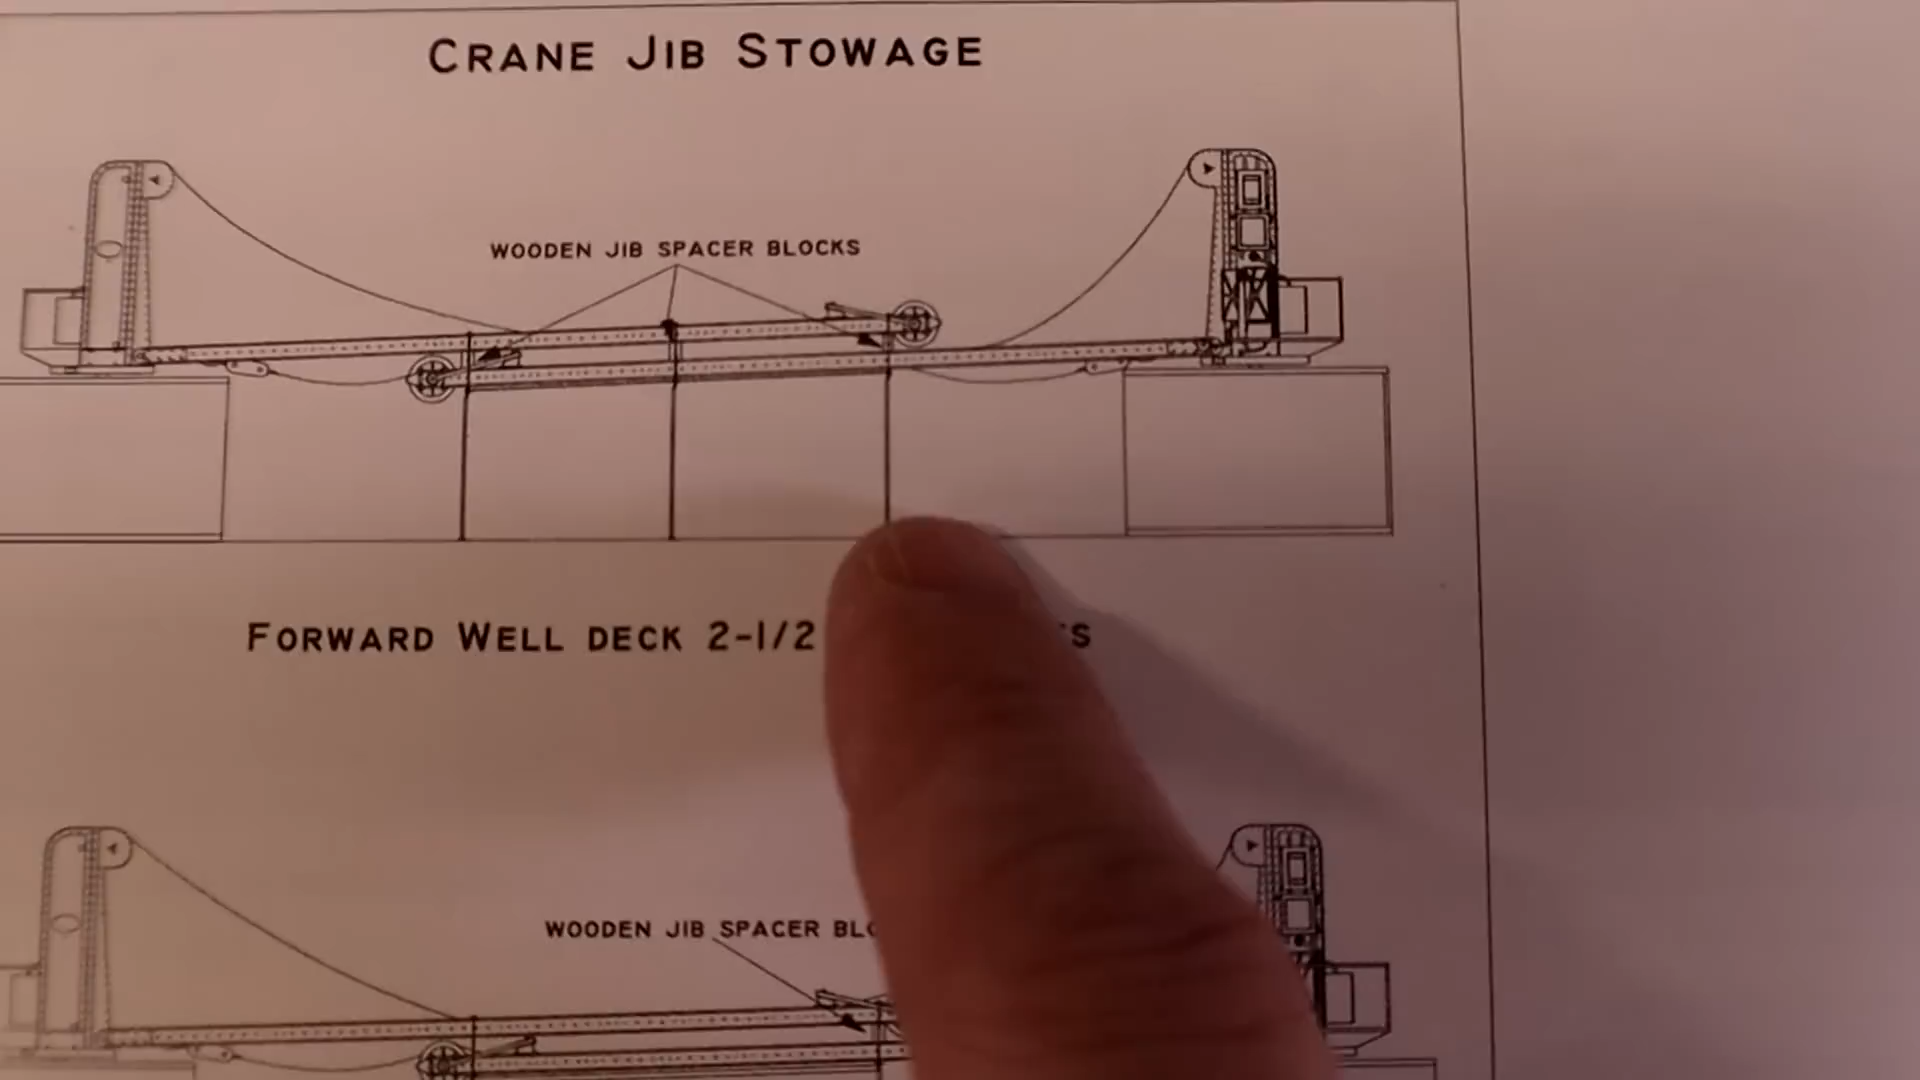 CRANE JIB STOWAGE
WOODEN JIB SPACER BLOCKS
FORWARD WELL DECK 2-1/2
WOODEN JIB SPACER